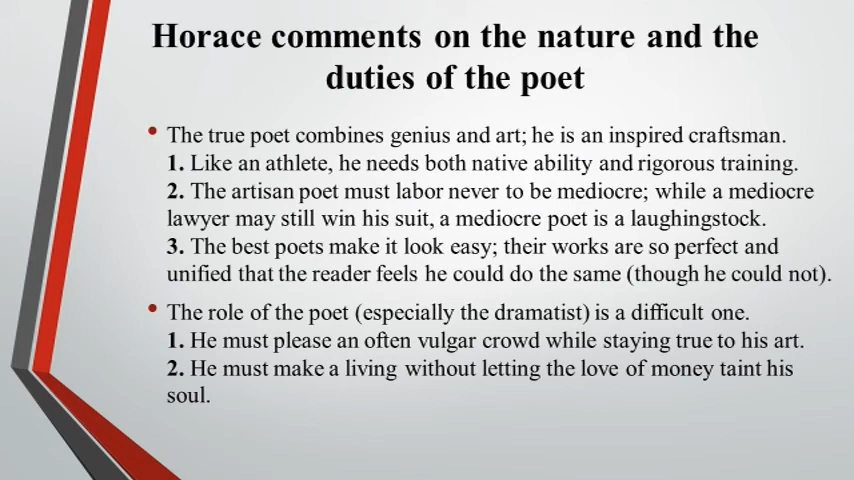 Horace comments on the nature and the
duties of the poet
• The true poet combines genius and art; he is an inspired craftsman.
1. Like an athlete, he needs both native ability and rigorous training.
2. The artisan poet must labor never to be mediocre; while a mediocre
lawyer may still win his suit, a mediocre poet is a laughingstock.
3. The best poets make it look easy; their works are so perfect and
unified that the reader feels he could do the same (though he could not).
• The role of the poet (especially the dramatist) is a difficult one.
1. He must please an often vulgar crowd while staying true to his art.
2. He must make a living without letting the love of money taint his
soul.